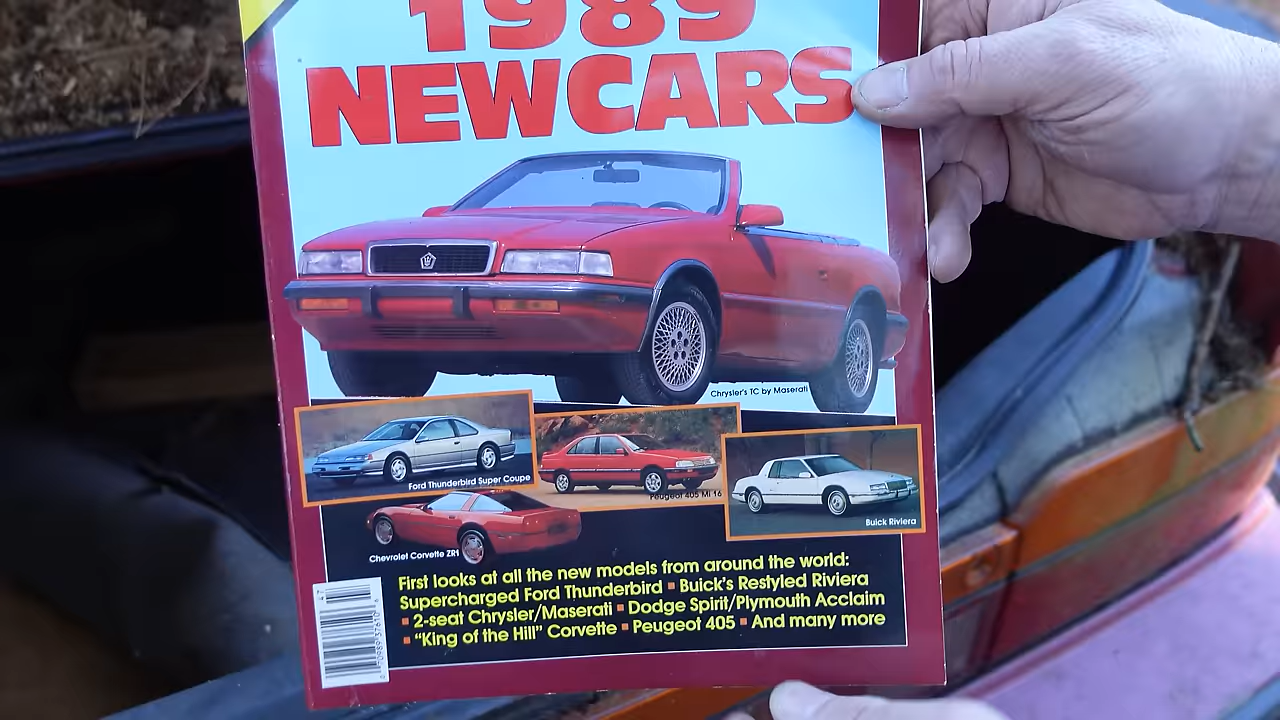 1989
NEW CARS
Chrysler's TC by Maserati
Ford Thunderbird Super Coupe
Peugeot 405 MI 16
Buick Riviera
Chevrolet Corvette ZR1
First looks at all the new models from around the world:
Supercharged Ford Thunderbird ▪ Buick's Restyled Riviera
▪ 2-seat Chrysler/Maserati ▪ Dodge Spirit/Plymouth Acclaim
▪ "King of the Hill" Corvette ▪ Peugeot 405 ▪ And many more